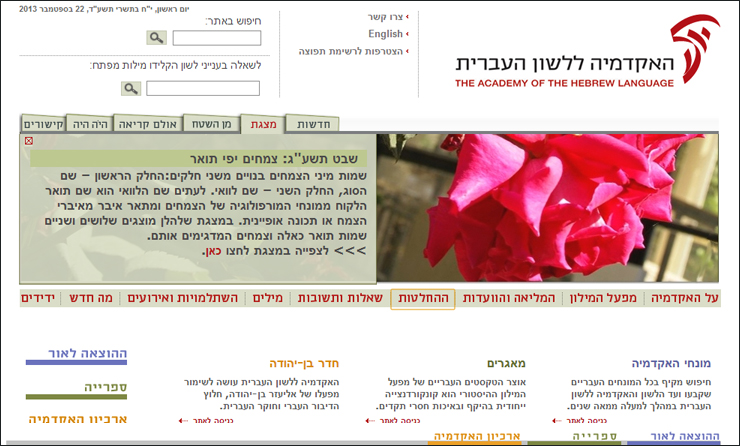 יום ראשון, י"ח בתשרי תשע"ד, 22 בספטמבר 2013
חיפוש באתר:
לשאלה בענייני לשון הקלידו מילות מפתח:
צרו קשר
English
הצטרפות לרשימת תפוצה
האקדמיה ללשון העברית
THE ACADEMY OF THE HEBREW LANGUAGE
חדשות
מצגת
מן השטח
אולם קריאה
היֹה היה
קישורים
שבט תשע"ג: צמחים יפי תואר
שמות מיני הצמחים בנויים משני חלקים:החלק הראשון – שם
הסוג, החלק השני – שם לוואי. לעתים שם הלוואי הוא שם תואר
הלקוח ממונחי המורפולוגיה של הצמחים ומתאר איבר מאיברי
הצמח או תכונה אופיינית. במצגת שלהלן מוצגים שלושים ושניים
שמות תואר כאלה וצמחים המדגימים אותם.
>>> לצפייה במצגת לחצו כאן.
על האקדמיה
מפעל המילון
המליאה והוועדות
ההחלטות
שאלות ותשובות
מילים
השתלמויות ואירועים
מה חדש
ידידים
מונחי האקדמיה
חיפוש מקיף בכל המונחים העבריים
שקבעו ועד הלשון והאקדמיה ללשון
העברית במהלך למעלה ממאה שנים.
כניסה לאתר
מאגרים
אוצר הטקסטים העבריים של מפעל
המילון ההיסטורי הוא קונקורדנצייה
ייחודית בהיקף ובאיכות חסרי תקדים.
כניסה לאתר
חדר בן-יהודה
האקדמיה ללשון העברית עושה לשימור
מפעלו של אליעזר בן-יהודה, חלוץ
הדיבור העברי וחוקר העברית.
כניסה לאתר
ההוצאה לאור
ספרייה
ארכיון האקדמיה
ההוצאה לאור
ספרייה
ארכיון האקדמיה